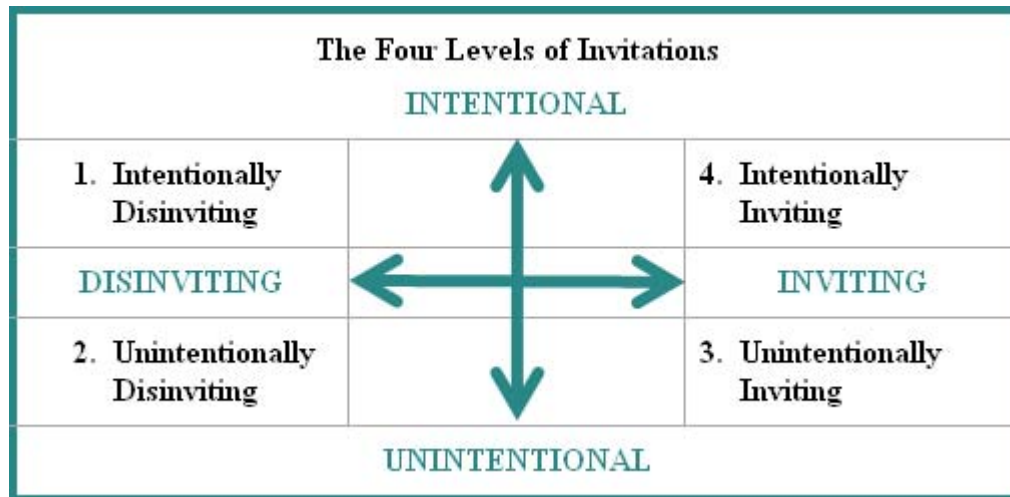 The Four Levels of Invitations
INTENTIONAL
1. Intentionally
Disinviting
4. Intentionally
Inviting
DISINVITING
INVITING
2. Unintentionally
Disinviting
3. Unintentionally
Inviting
UNINTENTIONAL